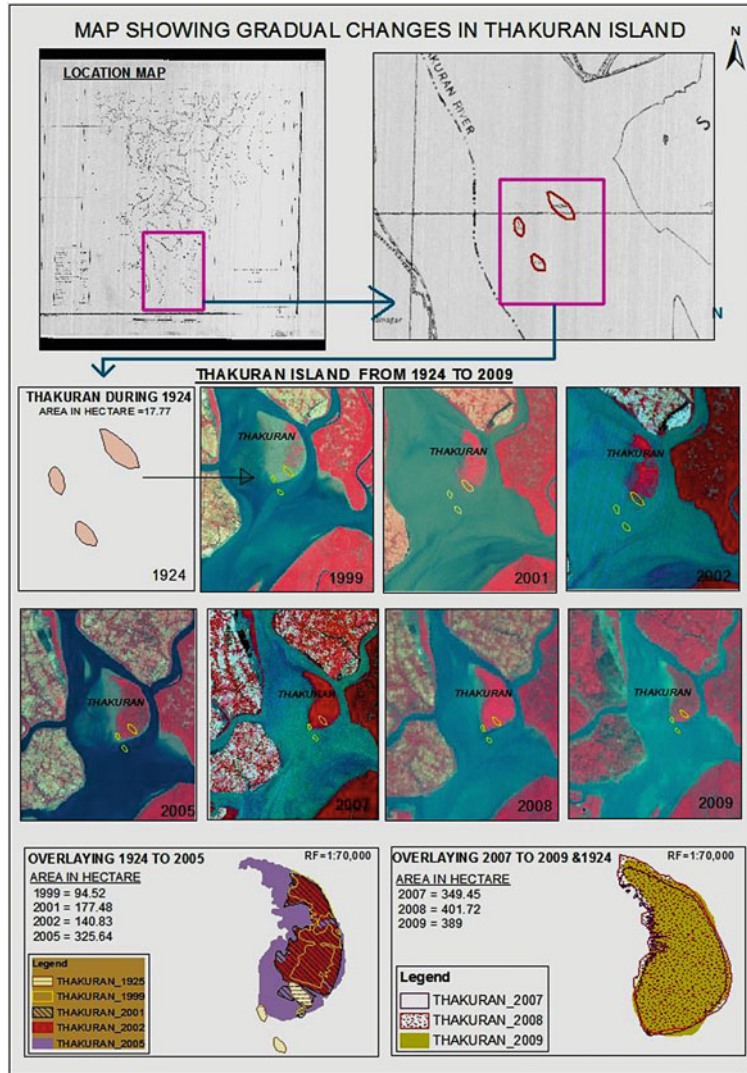 MAP SHOWING GRADUAL CHANGES IN THAKURAN ISLAND
N
LOCATION MAP
KURAN RIVER
S
N
THAKURAN ISLAND FROM 1924 TO 2009
THAKURAN DURING 1924
AREA IN HECTARE =17.77
1924
THAKURAN
1999
THAKURAN
2001
THAKURAN
2002
THAKURAN
2005
THAKURAN
2007
THAKURAN
2008
THAKURAN
2009
OVERLAYING 1924 TO 2005
RF=1:70,000
AREA IN HECTARE
1999 = 94.52
2001 = 177.48
2002 = 140.83
2005 = 325.64
Legend
THAKURAN_1925
THAKURAN_1999
THAKURAN_2001
THAKURAN_2002
THAKURAN_2005
OVERLAYING 2007 TO 2009 &1924
RF=1:70,000
AREA IN HECTARE
2007 = 349.45
2008 = 401.72
2009 = 389
Legend
THAKURAN_2007
THAKURAN_2008
THAKURAN_2009